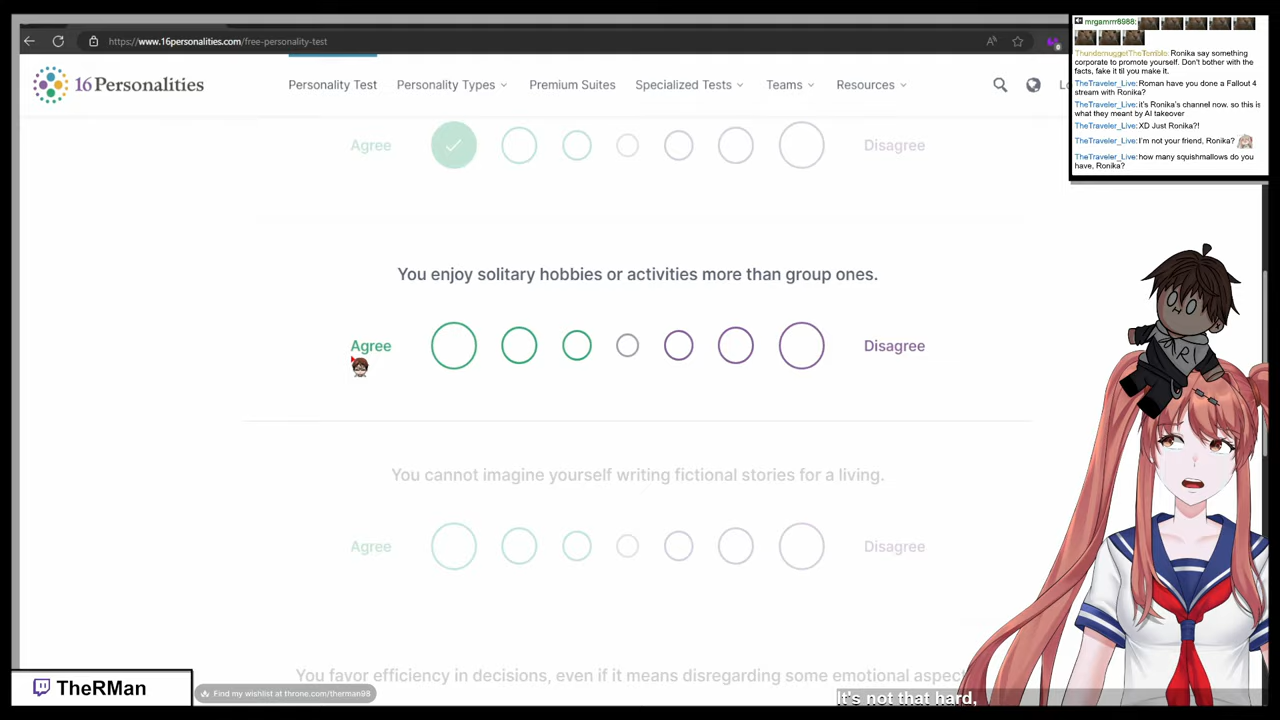 https://www.16personalities.com/free-personality-test
16Personalities
Personality Test
Personality Types
Premium Suites
Specialized Tests
Teams
Resources
Lo
Agree
Disagree
You enjoy solitary hobbies or activities more than group ones.
Agree
Disagree
You cannot imagine yourself writing fictional stories for a living.
Agree
Disagree
You favor efficiency in decisions, even if it means disregarding some emotional aspect
mrgamrr8988:
ThundernuggetTheTerrible: Ronika say something
corporate to promote yourself. Don't bother with the
facts, fake it til you make it.
TheTraveler_Live: Roman have you done a Fallout 4
stream with Ronika?
TheTraveler_Live: it's Ronika's channel now. so this is
what they meant by AI takeover
TheTraveler_Live: XD Just Ronika?!
TheTraveler_Live: I'm not your friend, Ronika?
TheTraveler_Live: how many squishmallows do you
have, Ronika?
TheRMan
Find my wishlist at throne.com/therman98
It's not that hard,